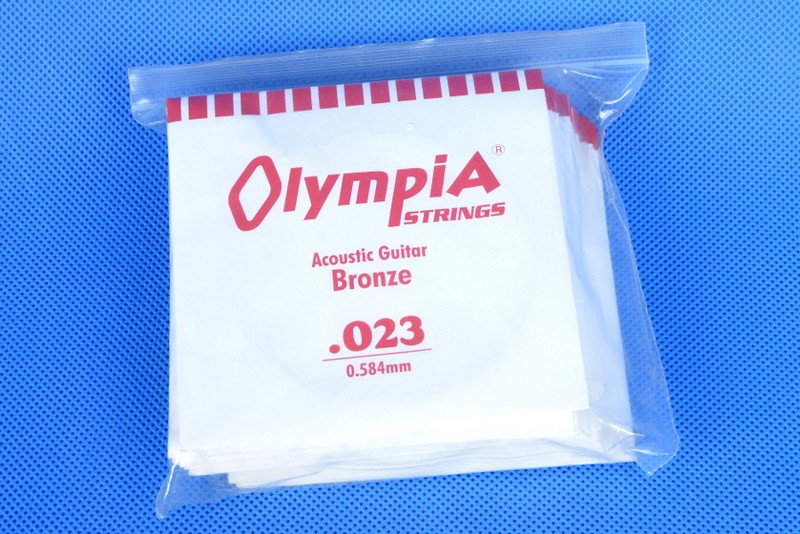 OlympiA®
STRINGS
Acoustic Guitar
Bronze
.023
0.584mm